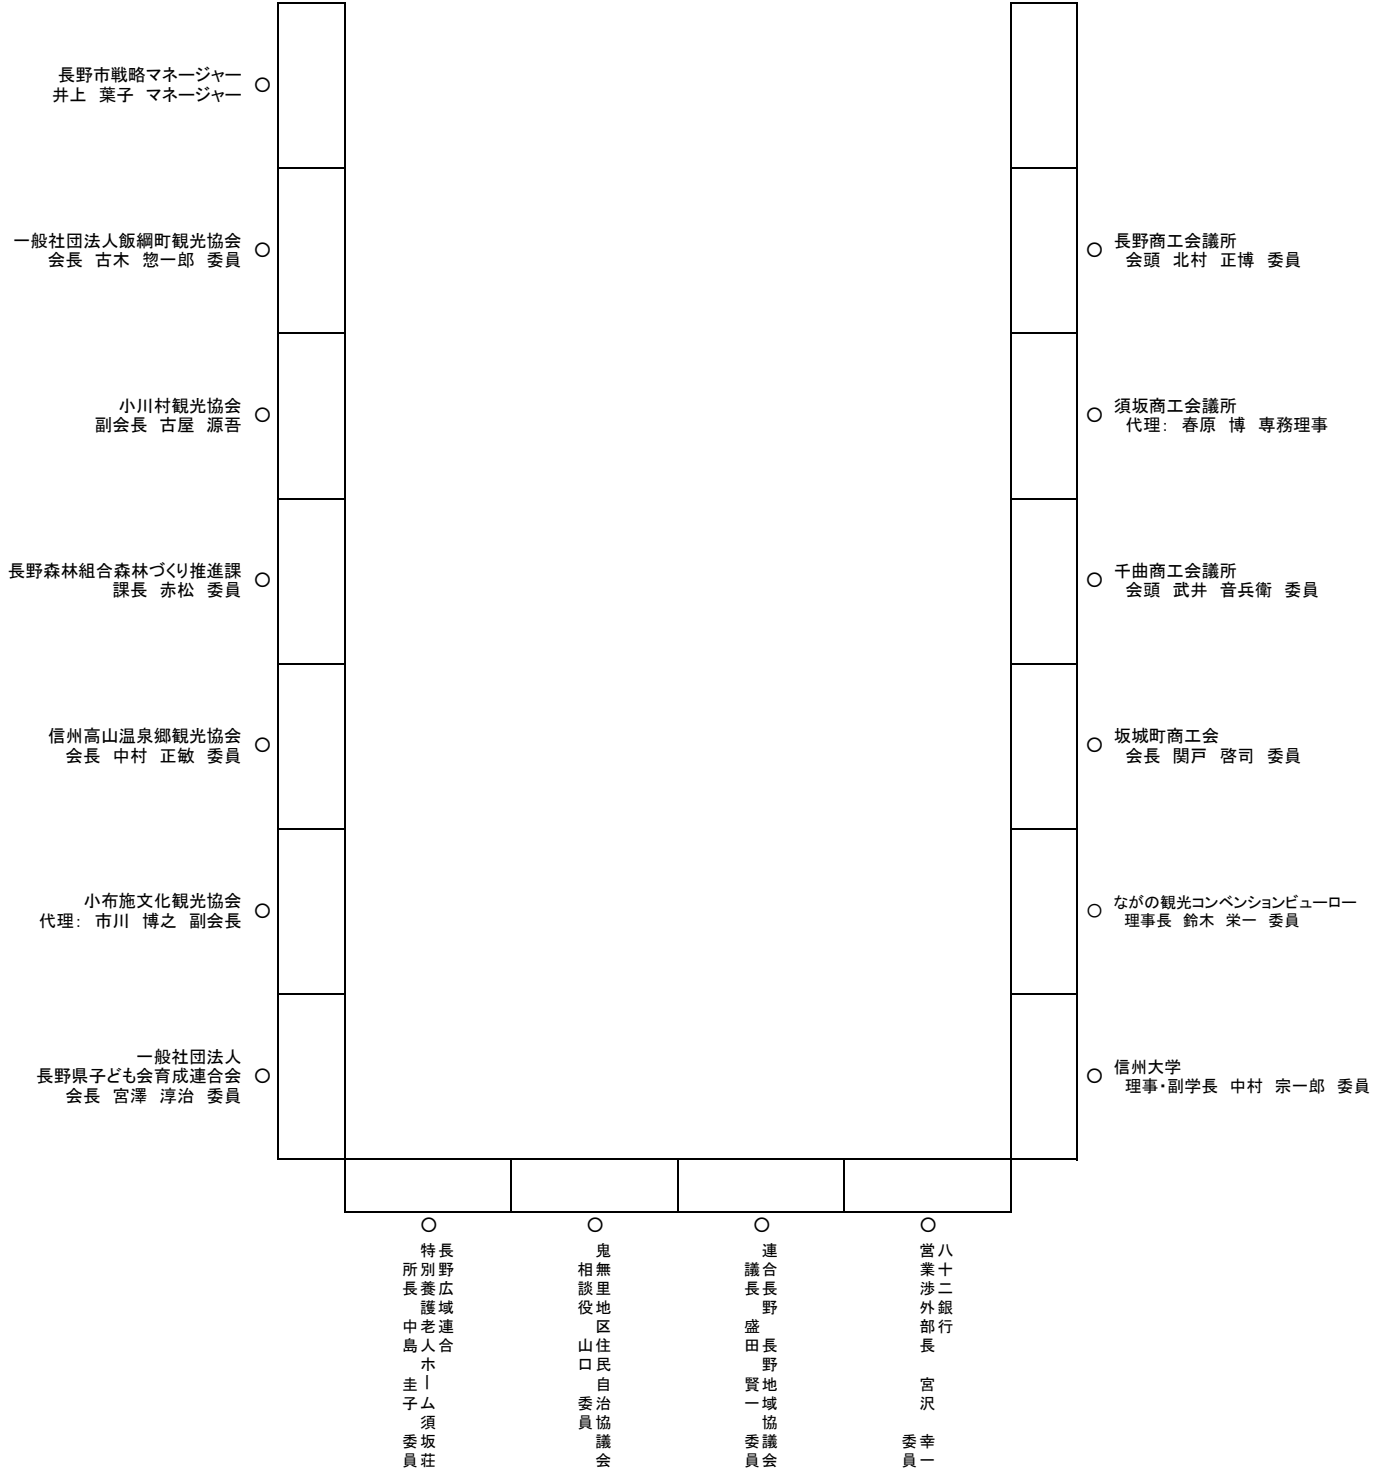 長野市戦略マネージャー
井上 葉子 マネージャー
一般社団法人飯綱町観光協会
会長 古木 惣一郎 委員
小川村観光協会
副会長 古屋 源吾
長野森林組合森林づくり推進課
課長 赤松 委員
信州高山温泉郷観光協会
会長 中村 正敏 委員
小布施文化観光協会
代理： 市川 博之 副会長
一般社団法人
長野県子ども会育成連合会
会長 宮澤 淳治 委員
長野商工会議所
会頭 北村 正博 委員
須坂商工会議所
代理： 春原 博 専務理事
千曲商工会議所
会頭 武井 音兵衛 委員
坂城町商工会
会長 関戸 啓司 委員
ながの観光コンベンションビューロー
理事長 鈴木 栄一 委員
信州大学
理事・副学長 中村 宗一郎 委員
長野広域連合
特別養護老人ホーム須坂荘
所長 中島 圭子 委員
鬼無里地区住民自治協議会
相談役 山口 委員
連合長野 長野地域協議会
議長 盛田 賢一 委員
八十二銀行
営業渉外部長 宮沢 幸一
委員